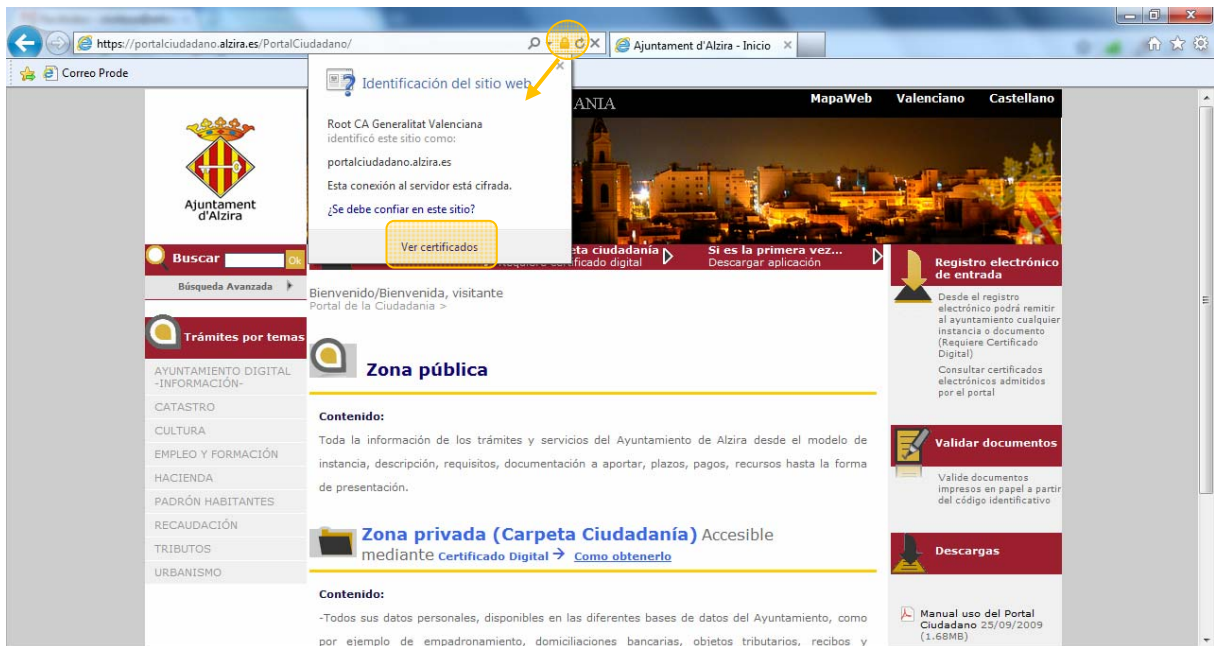 https://portalciudadano.alzira.es/PortalCiudadano/
Ajuntament d'Alzira - Inicio
Correo Prode
Identificación del sitio web
Root CA Generalitat Valenciana
identificó este sitio como:
portalciudadano.alzira.es
Esta conexión al servidor está cifrada.
¿Se debe confiar en este sitio?
Ver certificados
ANIA
MapaWeb Valenciano Castellano
Ajuntament
d'Alzira
Buscar Ok
Búsqueda Avanzada
eta ciudadanía
Requiere certificado digital
Si es la primera vez...
Descargar aplicación
Bienvenido/Bienvenida, visitante
Portal de la Ciudadania >
Trámites por temas
AYUNTAMIENTO DIGITAL
-INFORMACIÓN-
CATASTRO
CULTURA
EMPLEO Y FORMACIÓN
HACIENDA
PADRÓN HABITANTES
RECAUDACIÓN
TRIBUTOS
URBANISMO
Zona pública
Contenido:
Toda la información de los trámites y servicios del Ayuntamiento de Alzira desde el modelo de
instancia, descripción, requisitos, documentación a aportar, plazos, pagos, recursos hasta la forma
de presentación.
Zona privada (Carpeta Ciudadanía) Accesible
mediante Certificado Digital → Como obtenerlo
Contenido:
-Todos sus datos personales, disponibles en las diferentes bases de datos del Ayuntamiento, como
por ejemplo de empadronamiento, domiciliaciones bancarias, objetos tributarios, recibos y
Registro electrónico
de entrada
Desde el registro
electrónico podrá remitir
al ayuntamiento cualquier
instancia o documento
(Requiere Certificado
Digital)
Consultar certificados
electrónicos admitidos
por el portal
Validar documentos
Valide documentos
impresos en papel a partir
del código identificativo
Descargas
Manual uso del Portal
Ciudadano 25/09/2009
(1.68MB)